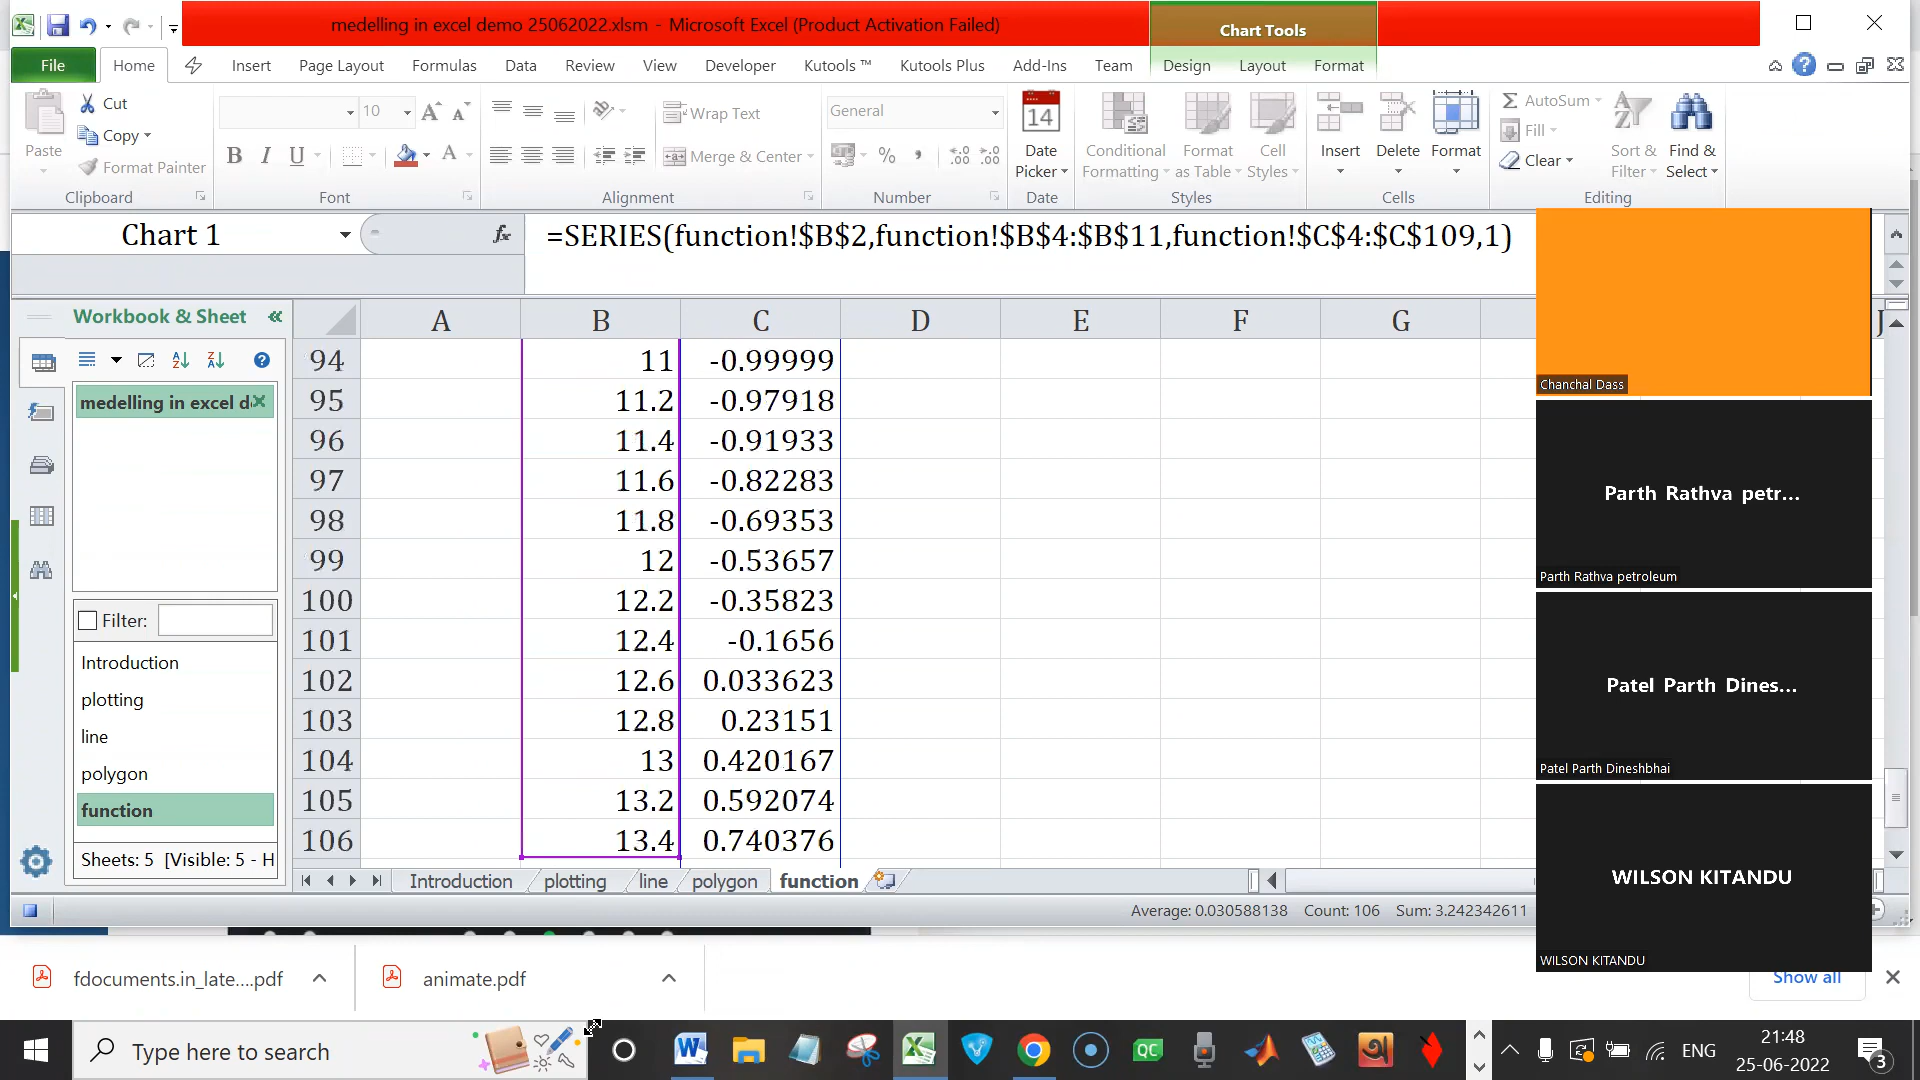 medelling in excel demo 25062022.xlsm - Microsoft Excel (Product Activation Failed)
Chart Tools
File Home Insert Page Layout Formulas Data Review View Developer Kutools ™ Kutools Plus Add-Ins Team Design Layout Format
Paste
Cut
Copy
Format Painter
Clipboard
10
B I U
A
Font
Wrap Text
Merge & Center
Alignment
General
%
Number
14
Date Picker
Date
Conditional Formatting
Format as Table
Cell Styles
Styles
Insert
Delete
Format
Cells
AutoSum
Fill
Clear
Sort & Filter
Find & Select
Editing
Chart 1
fx
=SERIES(function!$B$2,function!$B$4:$B$11,function!$C$4:$C$109,1)
Workbook & Sheet
medelling in excel d
Filter:
Introduction
plotting
line
polygon
function
Sheets: 5 [Visible: 5 - H
A B C D E F G J
94 11 -0.99999
95 11.2 -0.97918
96 11.4 -0.91933
97 11.6 -0.82283
98 11.8 -0.69353
99 12 -0.53657
100 12.2 -0.35823
101 12.4 -0.1656
102 12.6 0.033623
103 12.8 0.23151
104 13 0.420167
105 13.2 0.592074
106 13.4 0.740376
Introduction plotting line polygon function
Average: 0.030588138 Count: 106 Sum: 3.242342611
Chanchal Dass
Parth Rathva petr...
Parth Rathva petroleum
Patel Parth Dines...
Patel Parth Dineshbhai
WILSON KITANDU
WILSON KITANDU
fdocuments.in_late....pdf
animate.pdf
Show all
Type here to search
QC
ENG
21:48
25-06-2022
3